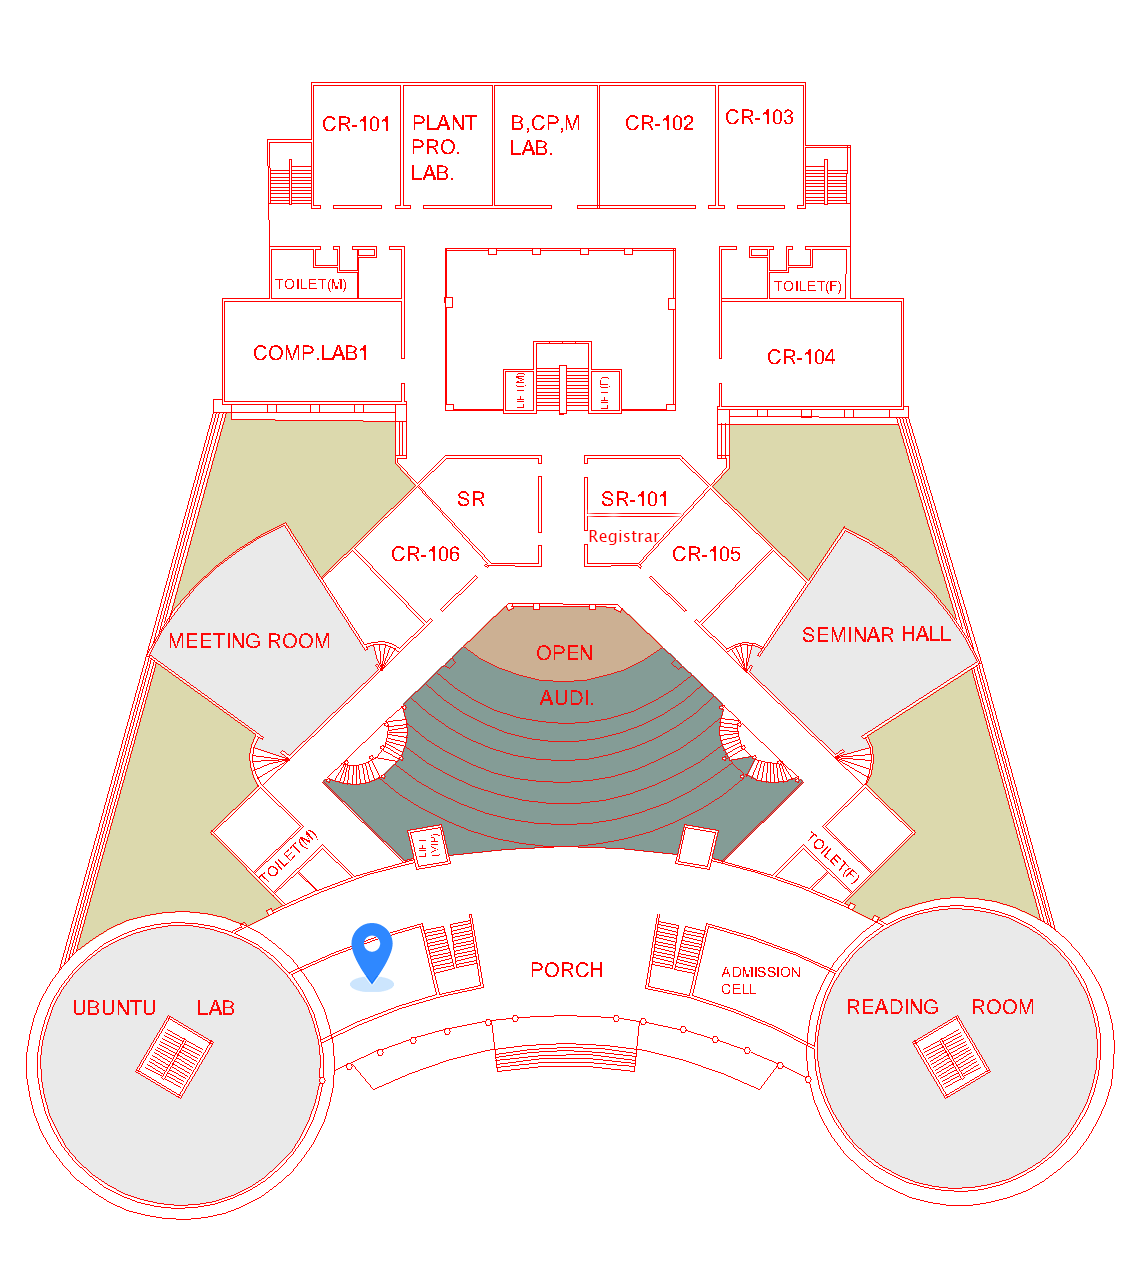 CR-101
PLANT
PRO.
LAB.
B,CP,M
LAB.
CR-102
CR-103
TOILET(M)
TOILET(F)
COMP.LAB1
CR-104
LIFT(M)
LIFT(F)
SR
SR-101
Registrar
CR-106
CR-105
MEETING ROOM
SEMINAR HALL
OPEN
AUDI.
TOILET(M)
LIFT
(VIP)
TOILET(F)
PORCH
ADMISSION
CELL
UBUNTU LAB
READING ROOM